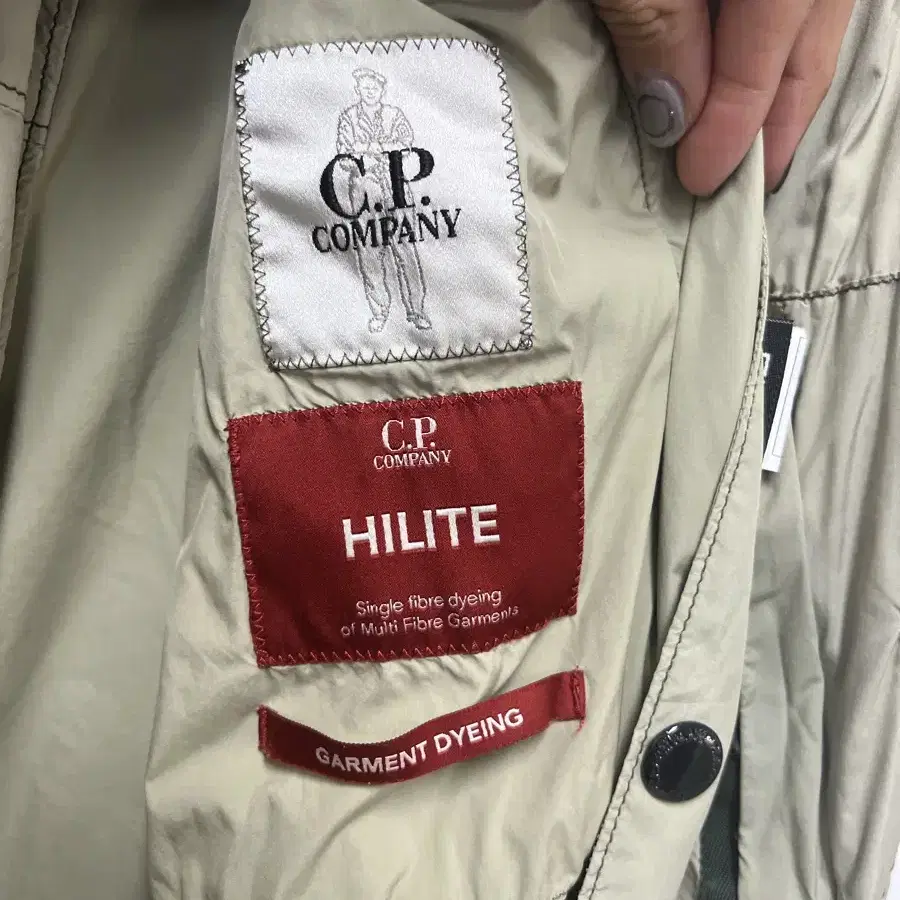 C.P.
COMPANY
C.P.
COMPANY
HILITE
Single fibre dyeing
of Multi Fibre Garments
GARMENT DYEING